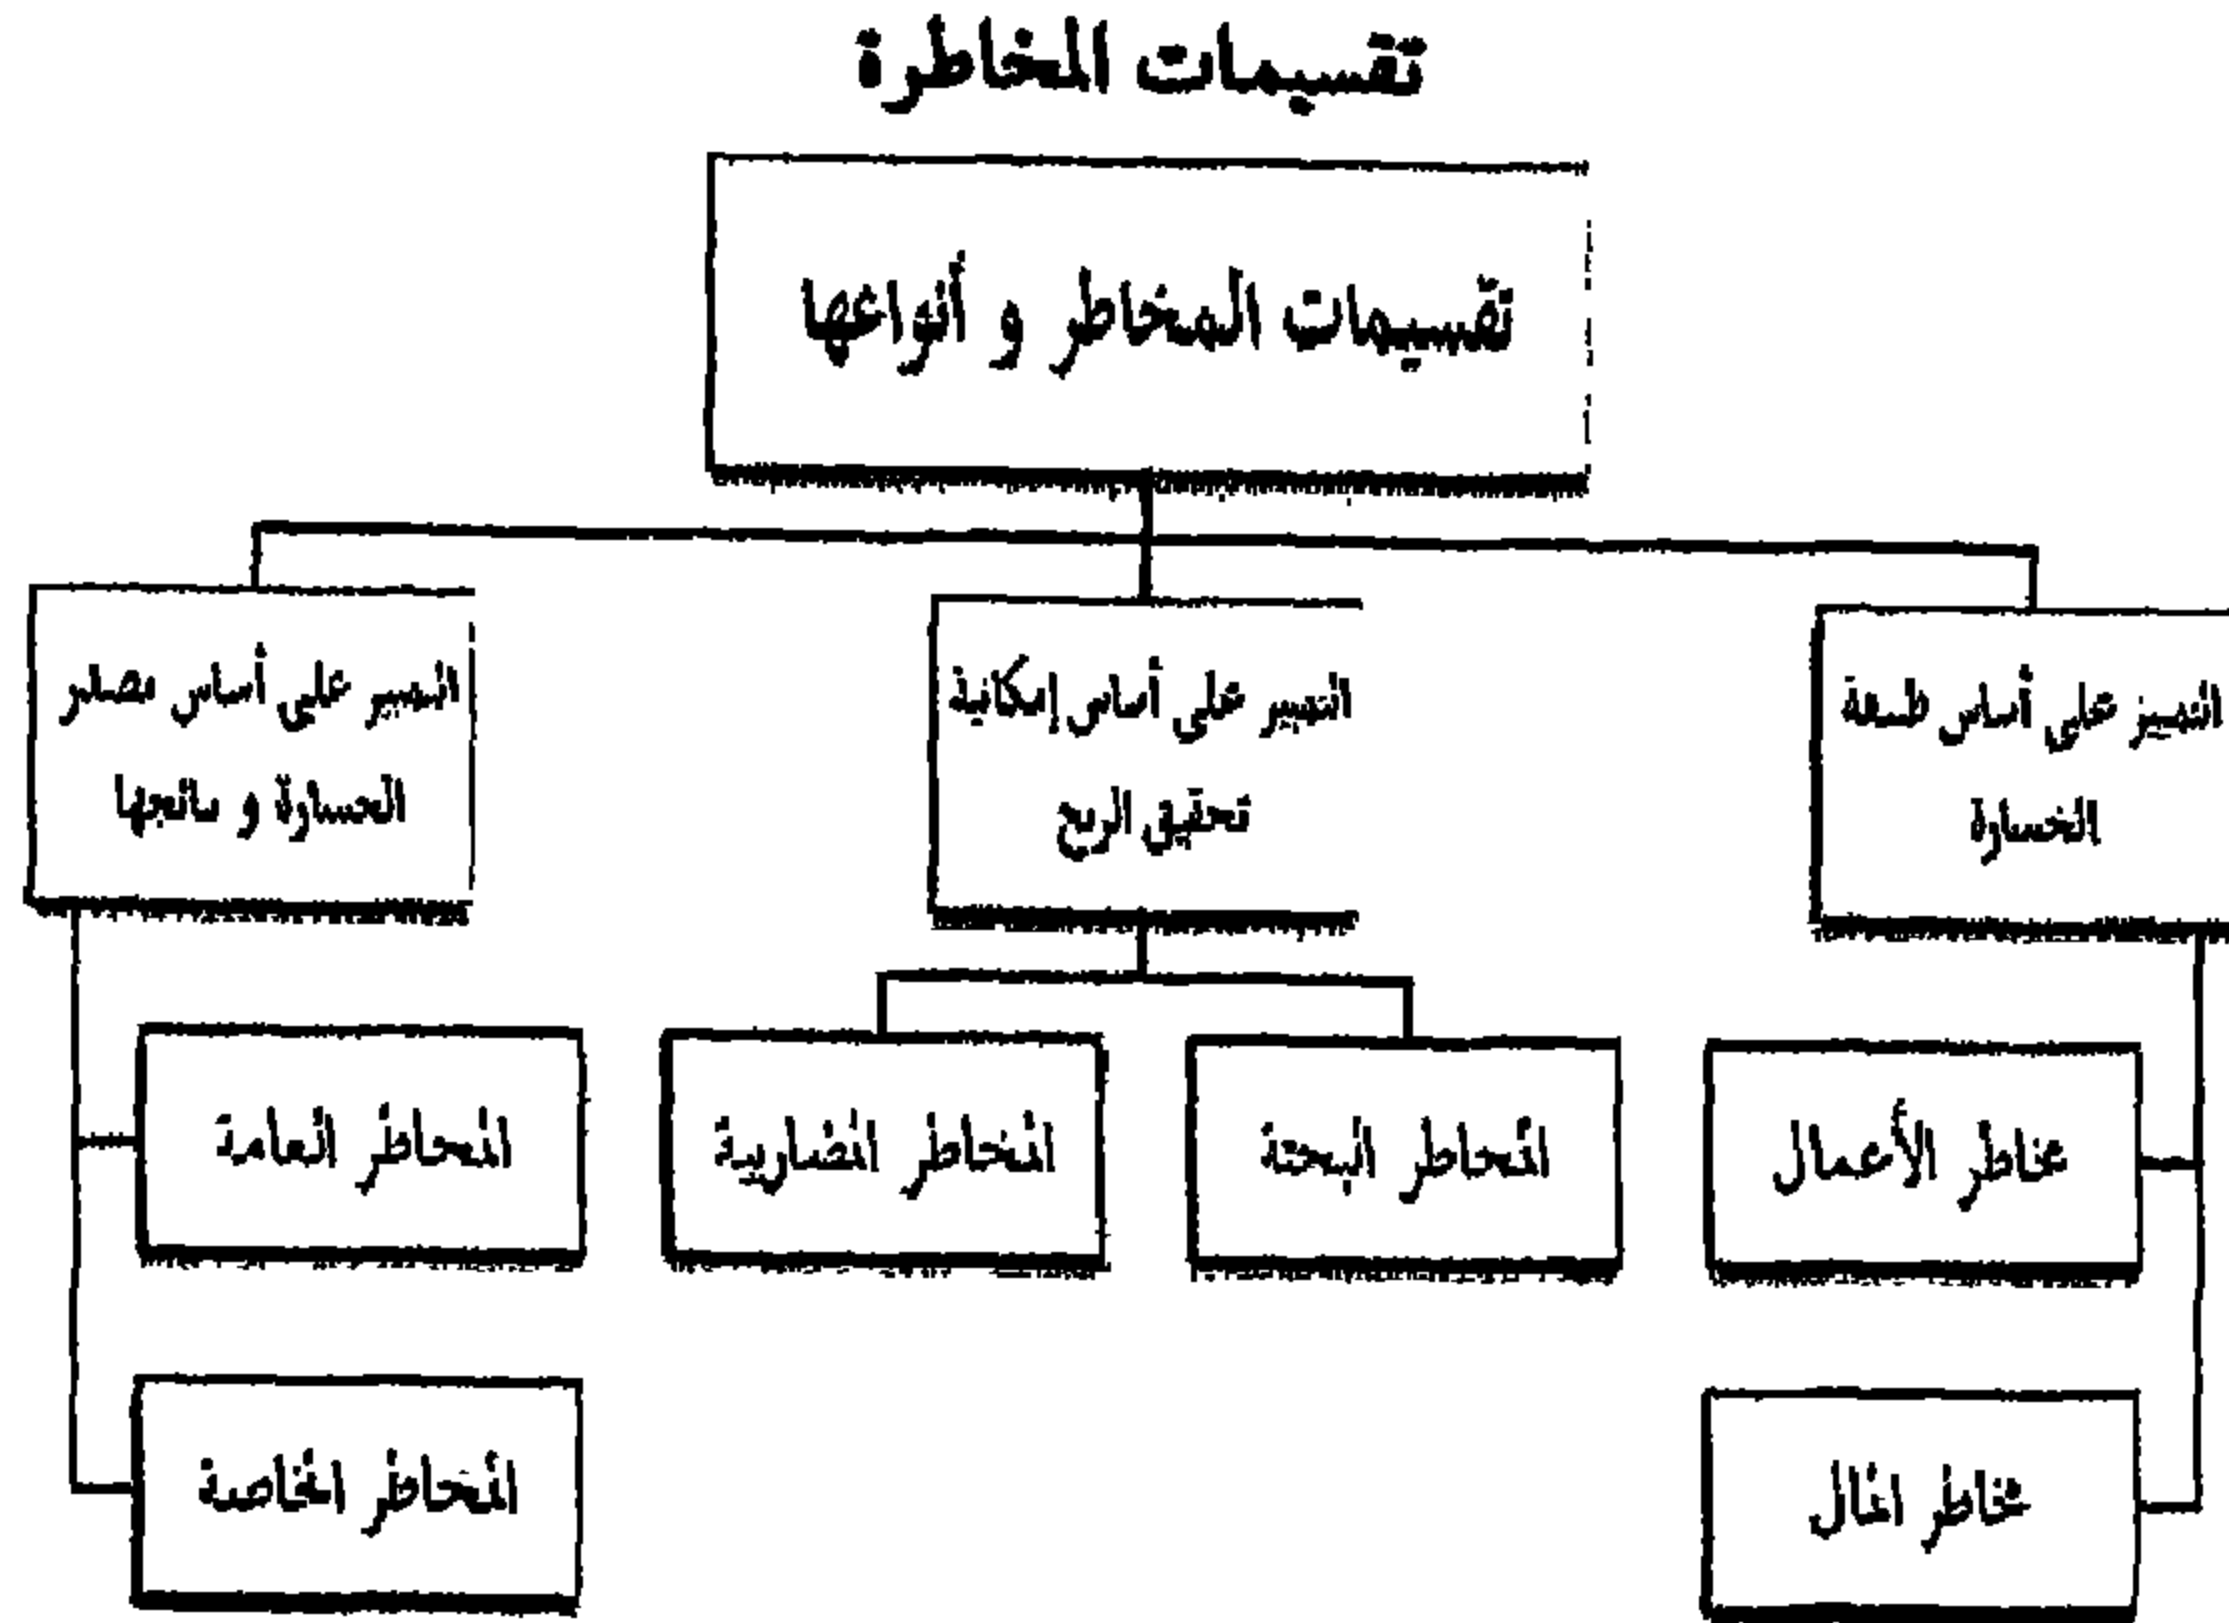 تقسيمات المخاطرة
تقسيمات المخاطر و أنواعها
التمييز على أساس طبيعة
الخسارة
التمييز على أساس إمكانية
تحقيق الربح
التمييز على أساس مصدر
الخسارة و نتائجها
مخاطر الأعمال
المخاطر البحتة
المخاطر المضاربية
المخاطر العامة
مخاطر المال
المخاطر الخاصة